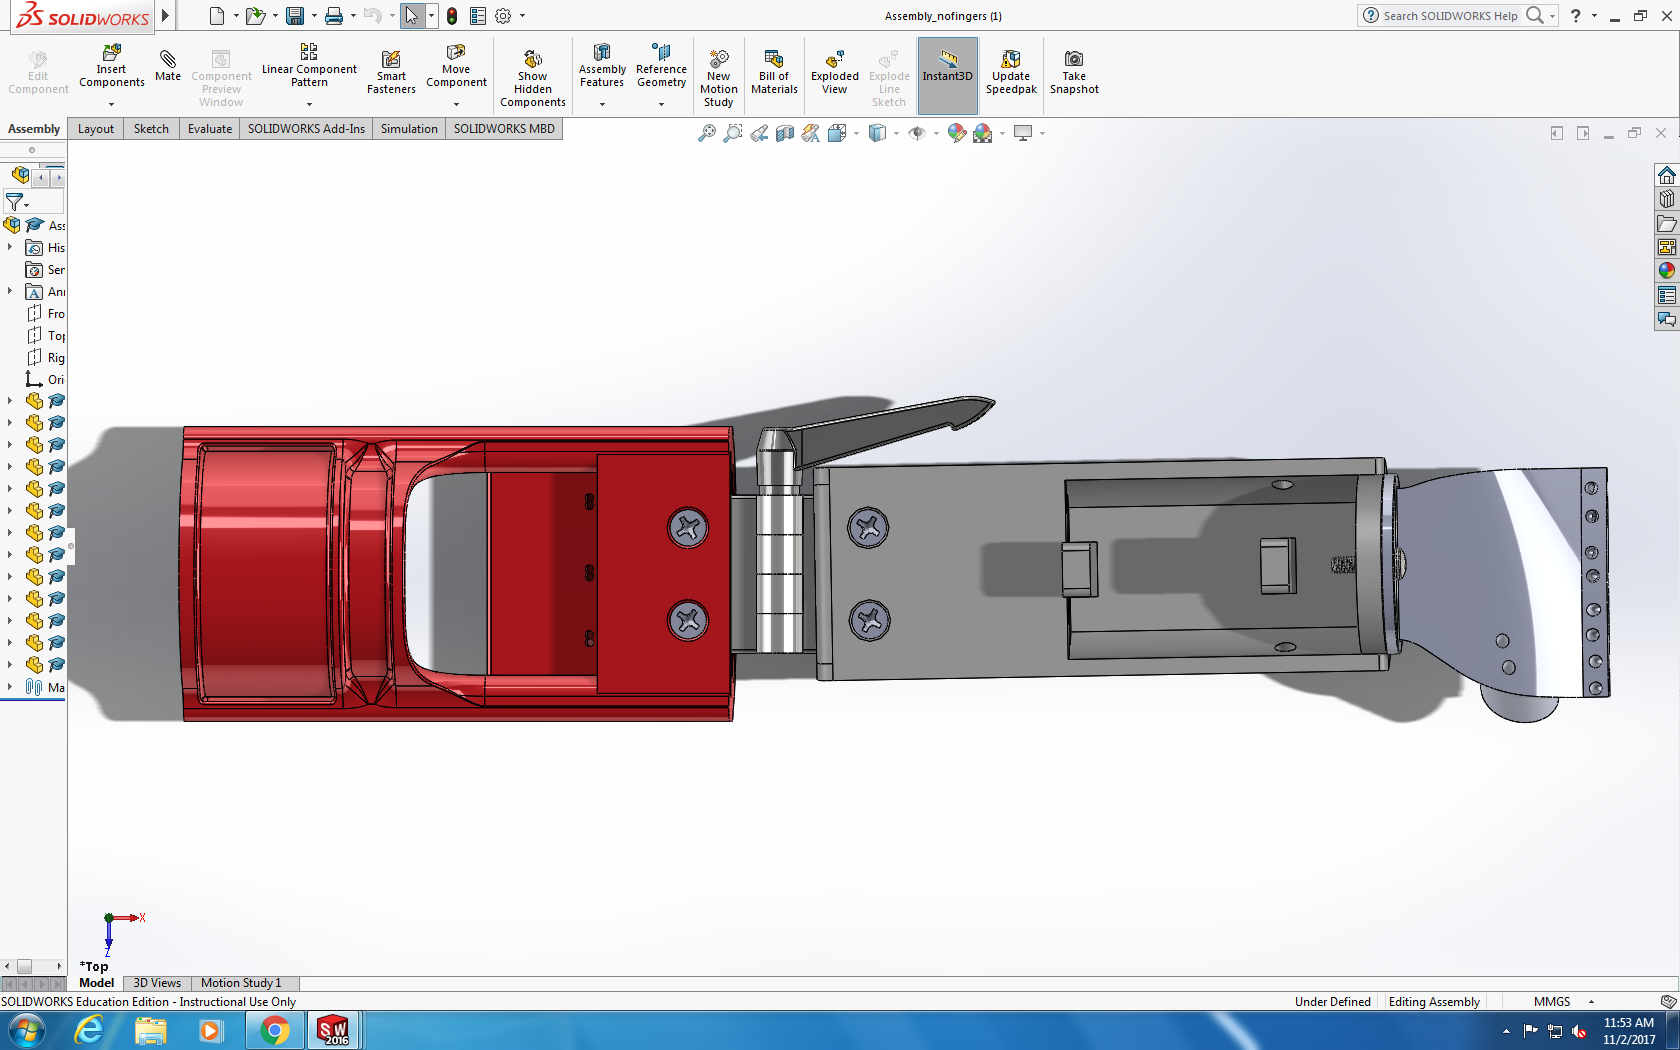 SOLIDWORKS
Assembly_nofingers (1)
Search SOLIDWORKS Help
?
Edit
Component
Insert
Components
Mate
Component
Preview
Window
Linear Component
Pattern
Smart
Fasteners
Move
Component
Show
Hidden
Components
Assembly
Features
Reference
Geometry
New
Motion
Study
Bill of
Materials
Exploded
View
Explode
Line
Sketch
Instant3D
Update
Speedpak
Take
Snapshot
Assembly
Layout
Sketch
Evaluate
SOLIDWORKS Add-Ins
Simulation
SOLIDWORKS MBD
Ass
His
Ser
A Ani
Fro
Top
Rig
Ori
Ma
X
Z
*Top
Model
3D Views
Motion Study 1
SOLIDWORKS Education Edition - Instructional Use Only
Under Defined
Editing Assembly
MMGS
SW
2016
11:53 AM
11/2/2017